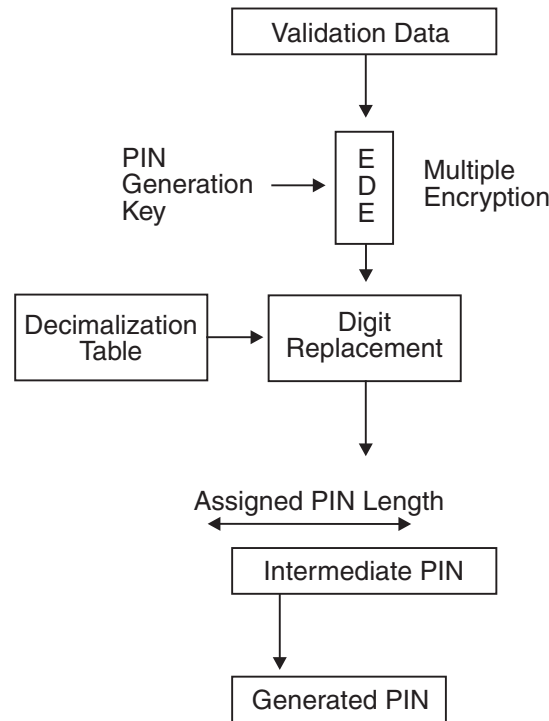 Validation Data
PIN
Generation
Key
E
D
E
Multiple
Encryption
Decimalization
Table
Digit
Replacement
Assigned PIN Length
Intermediate PIN
Generated PIN